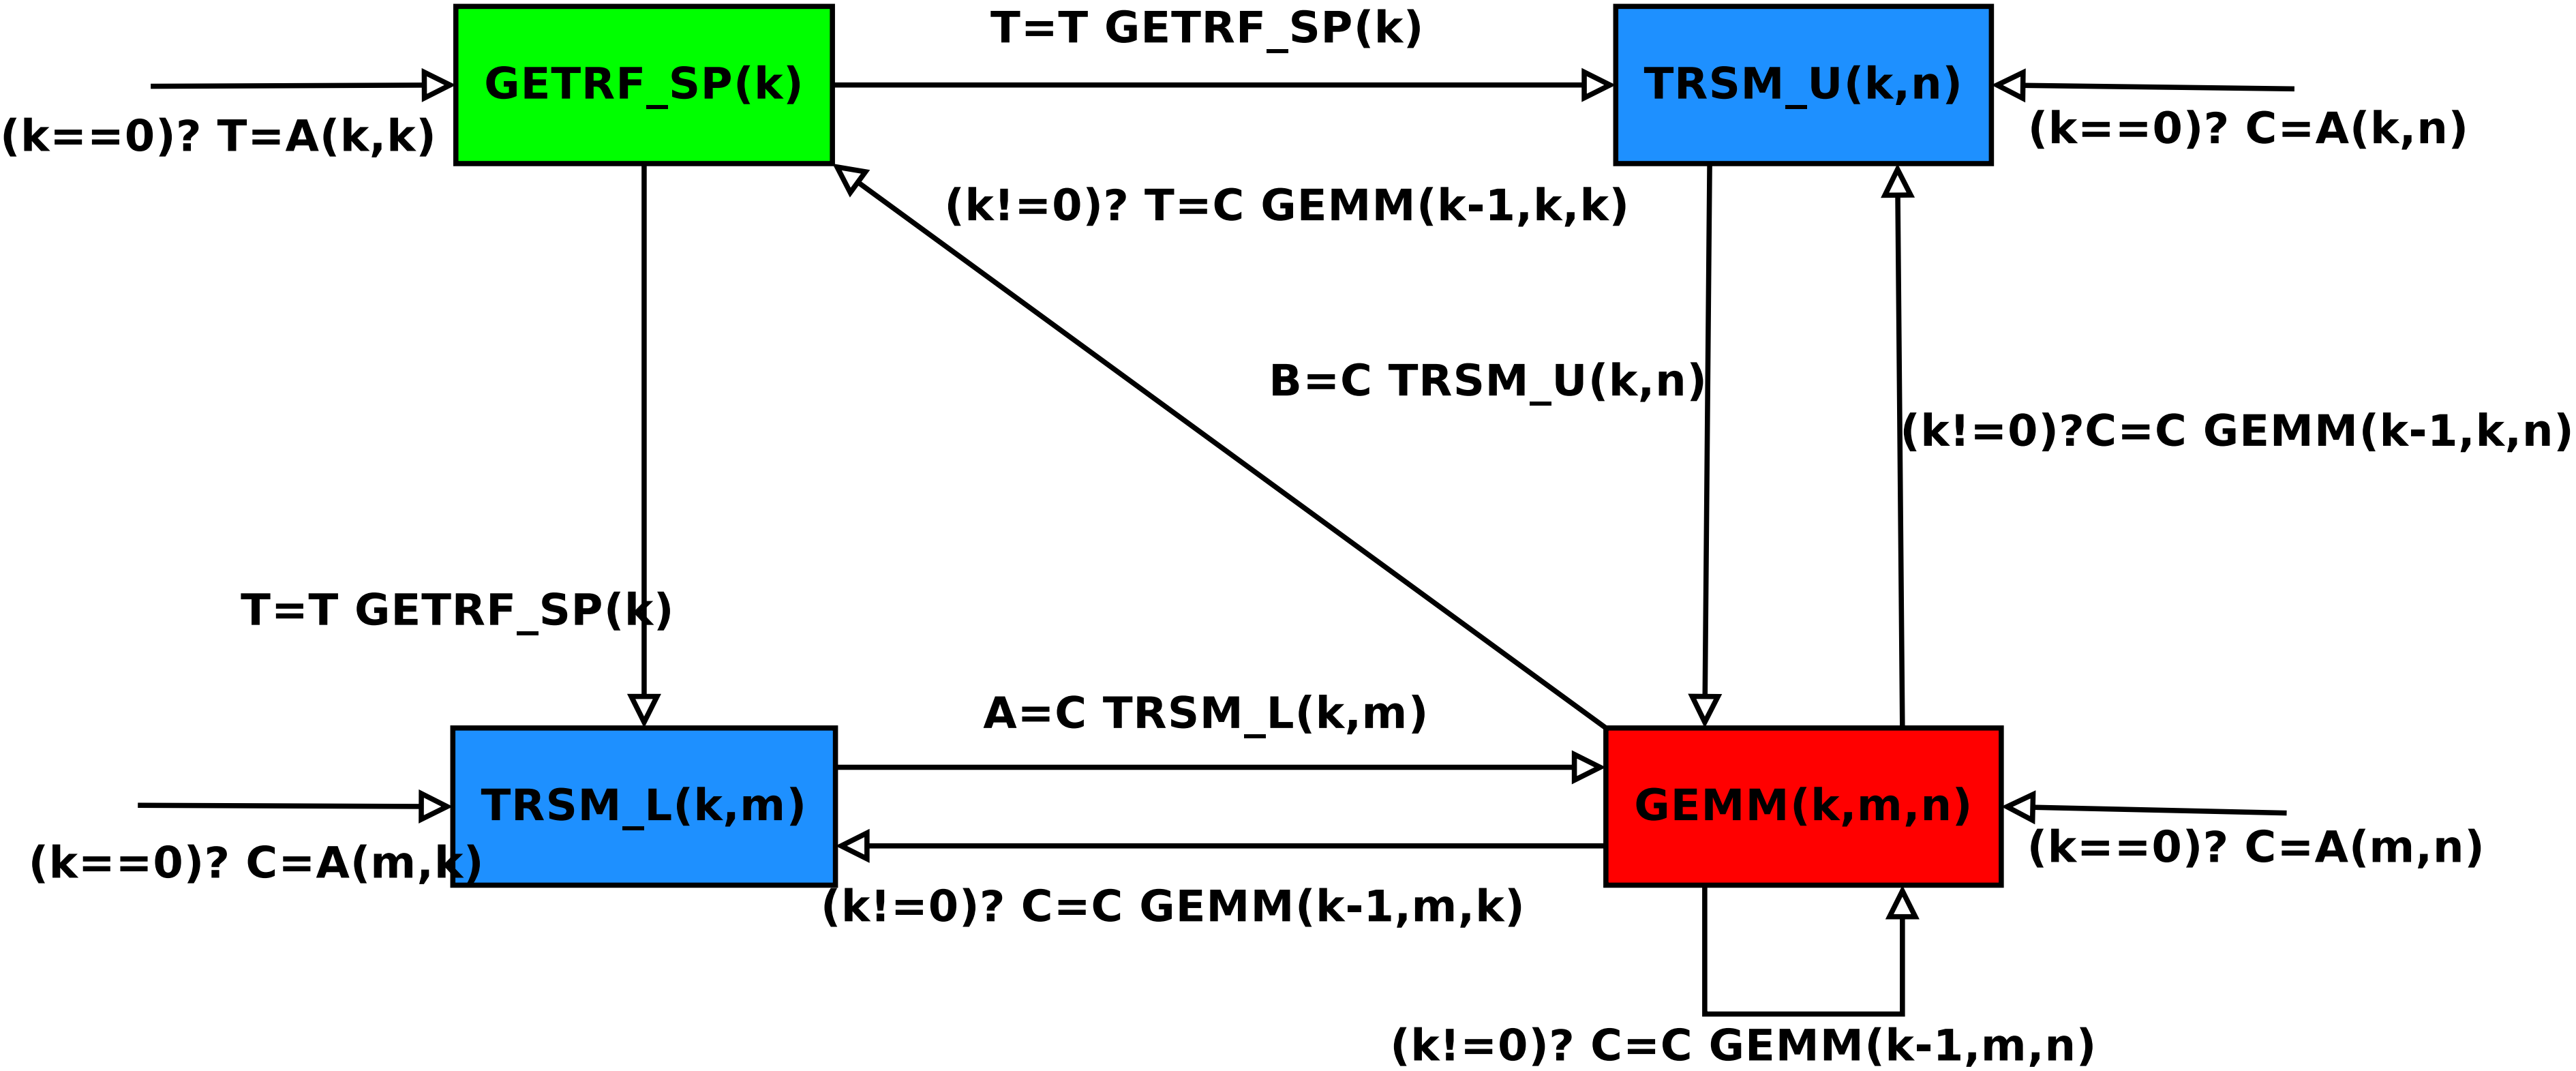 T=T GETRF_SP(k)
GETRF_SP(k)
TRSM_U(k,n)
(k==0)? T=A(k,k)
(k==0)? C=A(k,n)
(k!=0)? T=C GEMM(k-1,k,k)
B=C TRSM_U(k,n)
(k!=0)?C=C GEMM(k-1,k,n)
T=T GETRF_SP(k)
A=C TRSM_L(k,m)
TRSM_L(k,m)
GEMM(k,m,n)
(k==0)? C=A(m,k)
(k==0)? C=A(m,n)
(k!=0)? C=C GEMM(k-1,m,k)
(k!=0)? C=C GEMM(k-1,m,n)